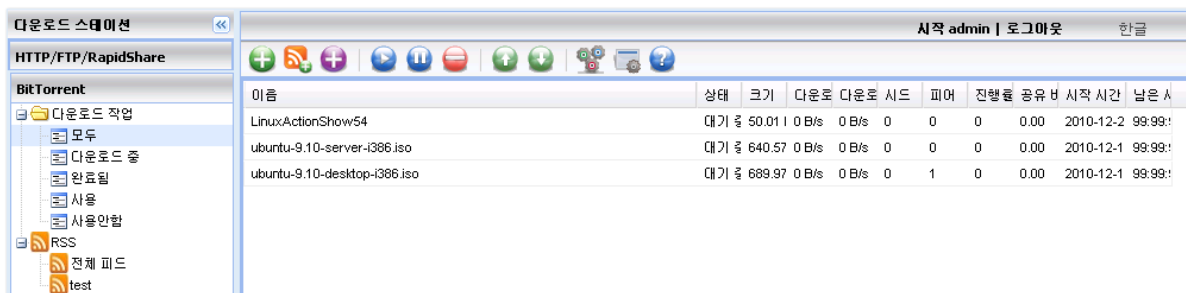 다운로드 스테이션
시작 admin | 로그아웃 한글
HTTP/FTP/RapidShare
BitTorrent
이름 상태 크기 다운로 다운로 시드 피어 진행률 공유 비 시작 시간 남은 시
다운로드 작업
모두
LinuxActionShow54 대기 중 50.01 0 B/s 0 B/s 0 0 0 0.00 2010-12-2 99:99:
다운로드 중
ubuntu-9.10-server-i386.iso 대기 중 640.57 0 B/s 0 B/s 0 0 0 0.00 2010-12-1 99:99:
완료됨
ubuntu-9.10-desktop-i386.iso 대기 중 689.97 0 B/s 0 B/s 0 1 0 0.00 2010-12-1 99:99:
사용
사용안함
RSS
전체 피드
test